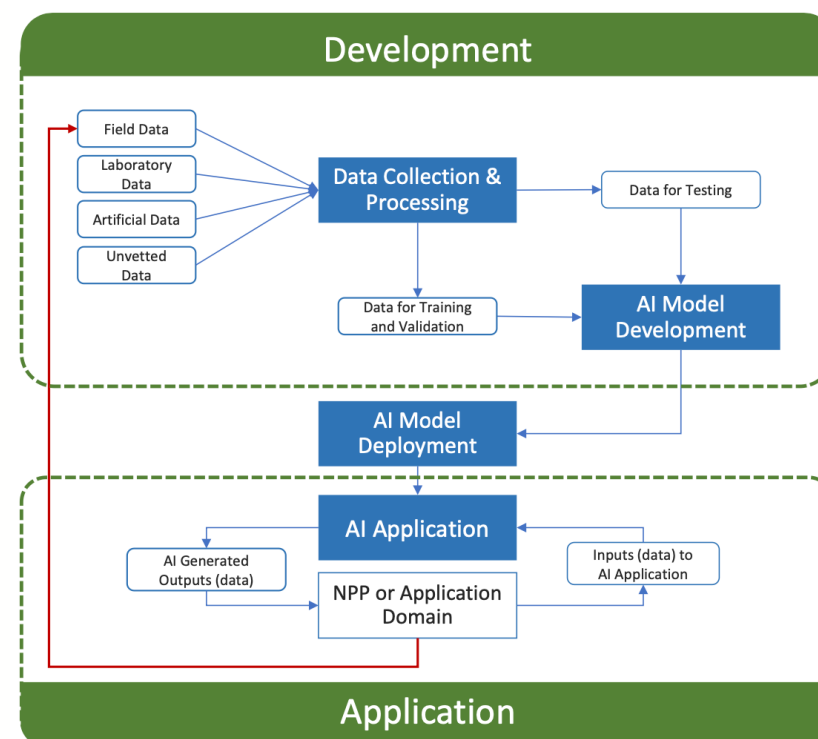 Development
Field Data
Laboratory
Data
Artificial Data
Unvetted
Data
Data Collection &
Processing
Data for Testing
Data for Training
and Validation
AI Model
Development
AI Model
Deployment
AI Application
AI Generated
Outputs (data)
Inputs (data) to
AI Application
NPP or Application
Domain
Application